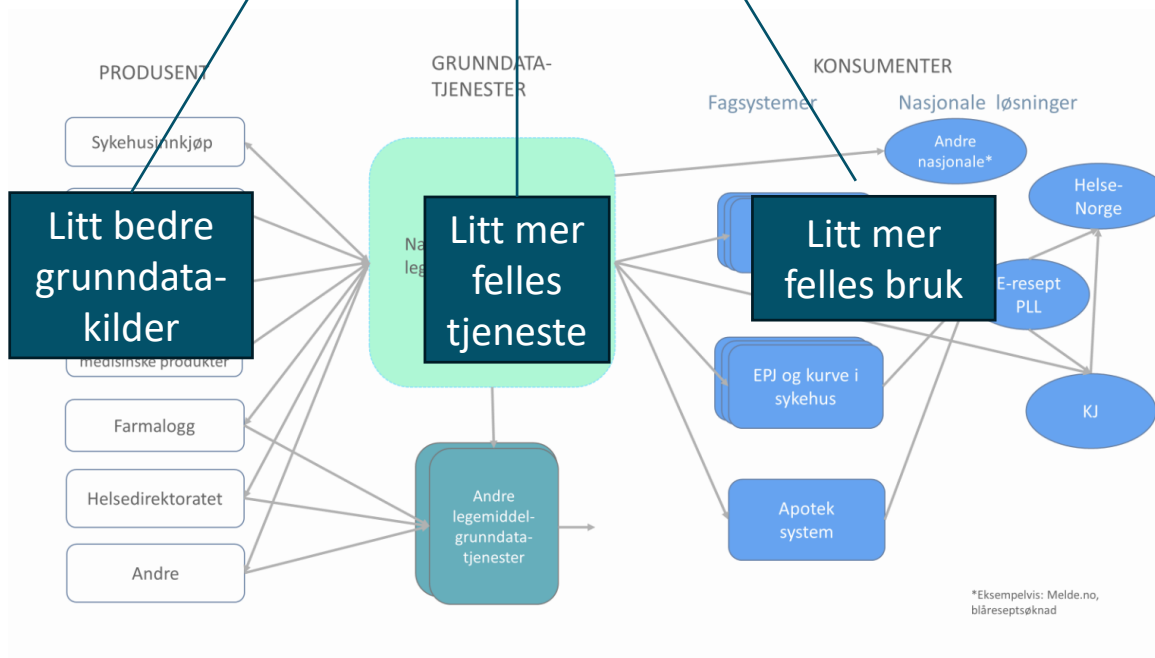 PRODUSENT
GRUNNDATA-
TJENESTER
KONSUMENTER
Fagsystemer
Nasjonale løsninger
Sykehusinnkjøp
Andre
nasjonale*
Helse-
Norge
Litt bedre
grunndata-
kilder
Litt mer
felles
tjeneste
Litt mer
felles bruk
E-resept
PLL
medisinske produkter
EPJ og kurve i
sykehus
KJ
Farmalogg
Helsedirektoratet
Andre
Andre
legemiddel-
grunndata-
tjenester
Apotek
system
*Eksempelvis: Melde.no,
blåreseptsøknad